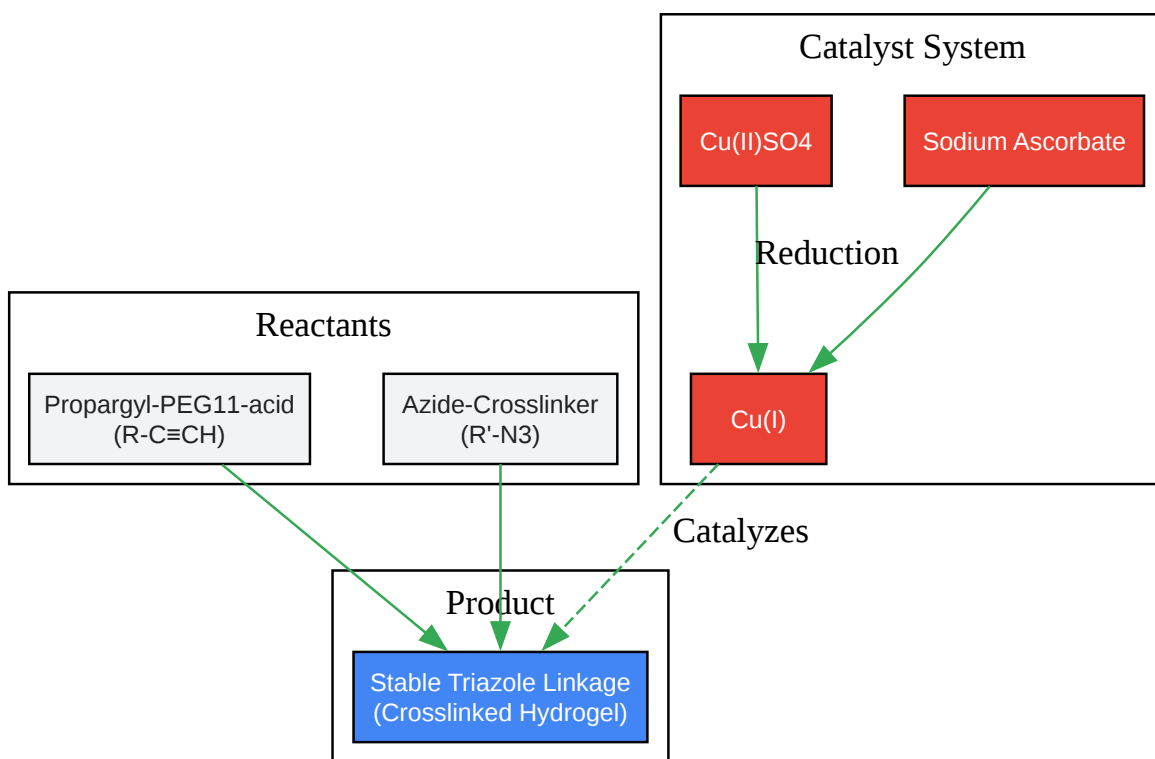 Catalyst System
Cu(II)SO4
Sodium Ascorbate
Reduction
Reactants
Propargyl-PEG11-acid
(R-C≡CH)
Azide-Crosslinker
(R'-N3)
Cu(I)
Catalyzes
Product
Stable Triazole Linkage
(Crosslinked Hydrogel)